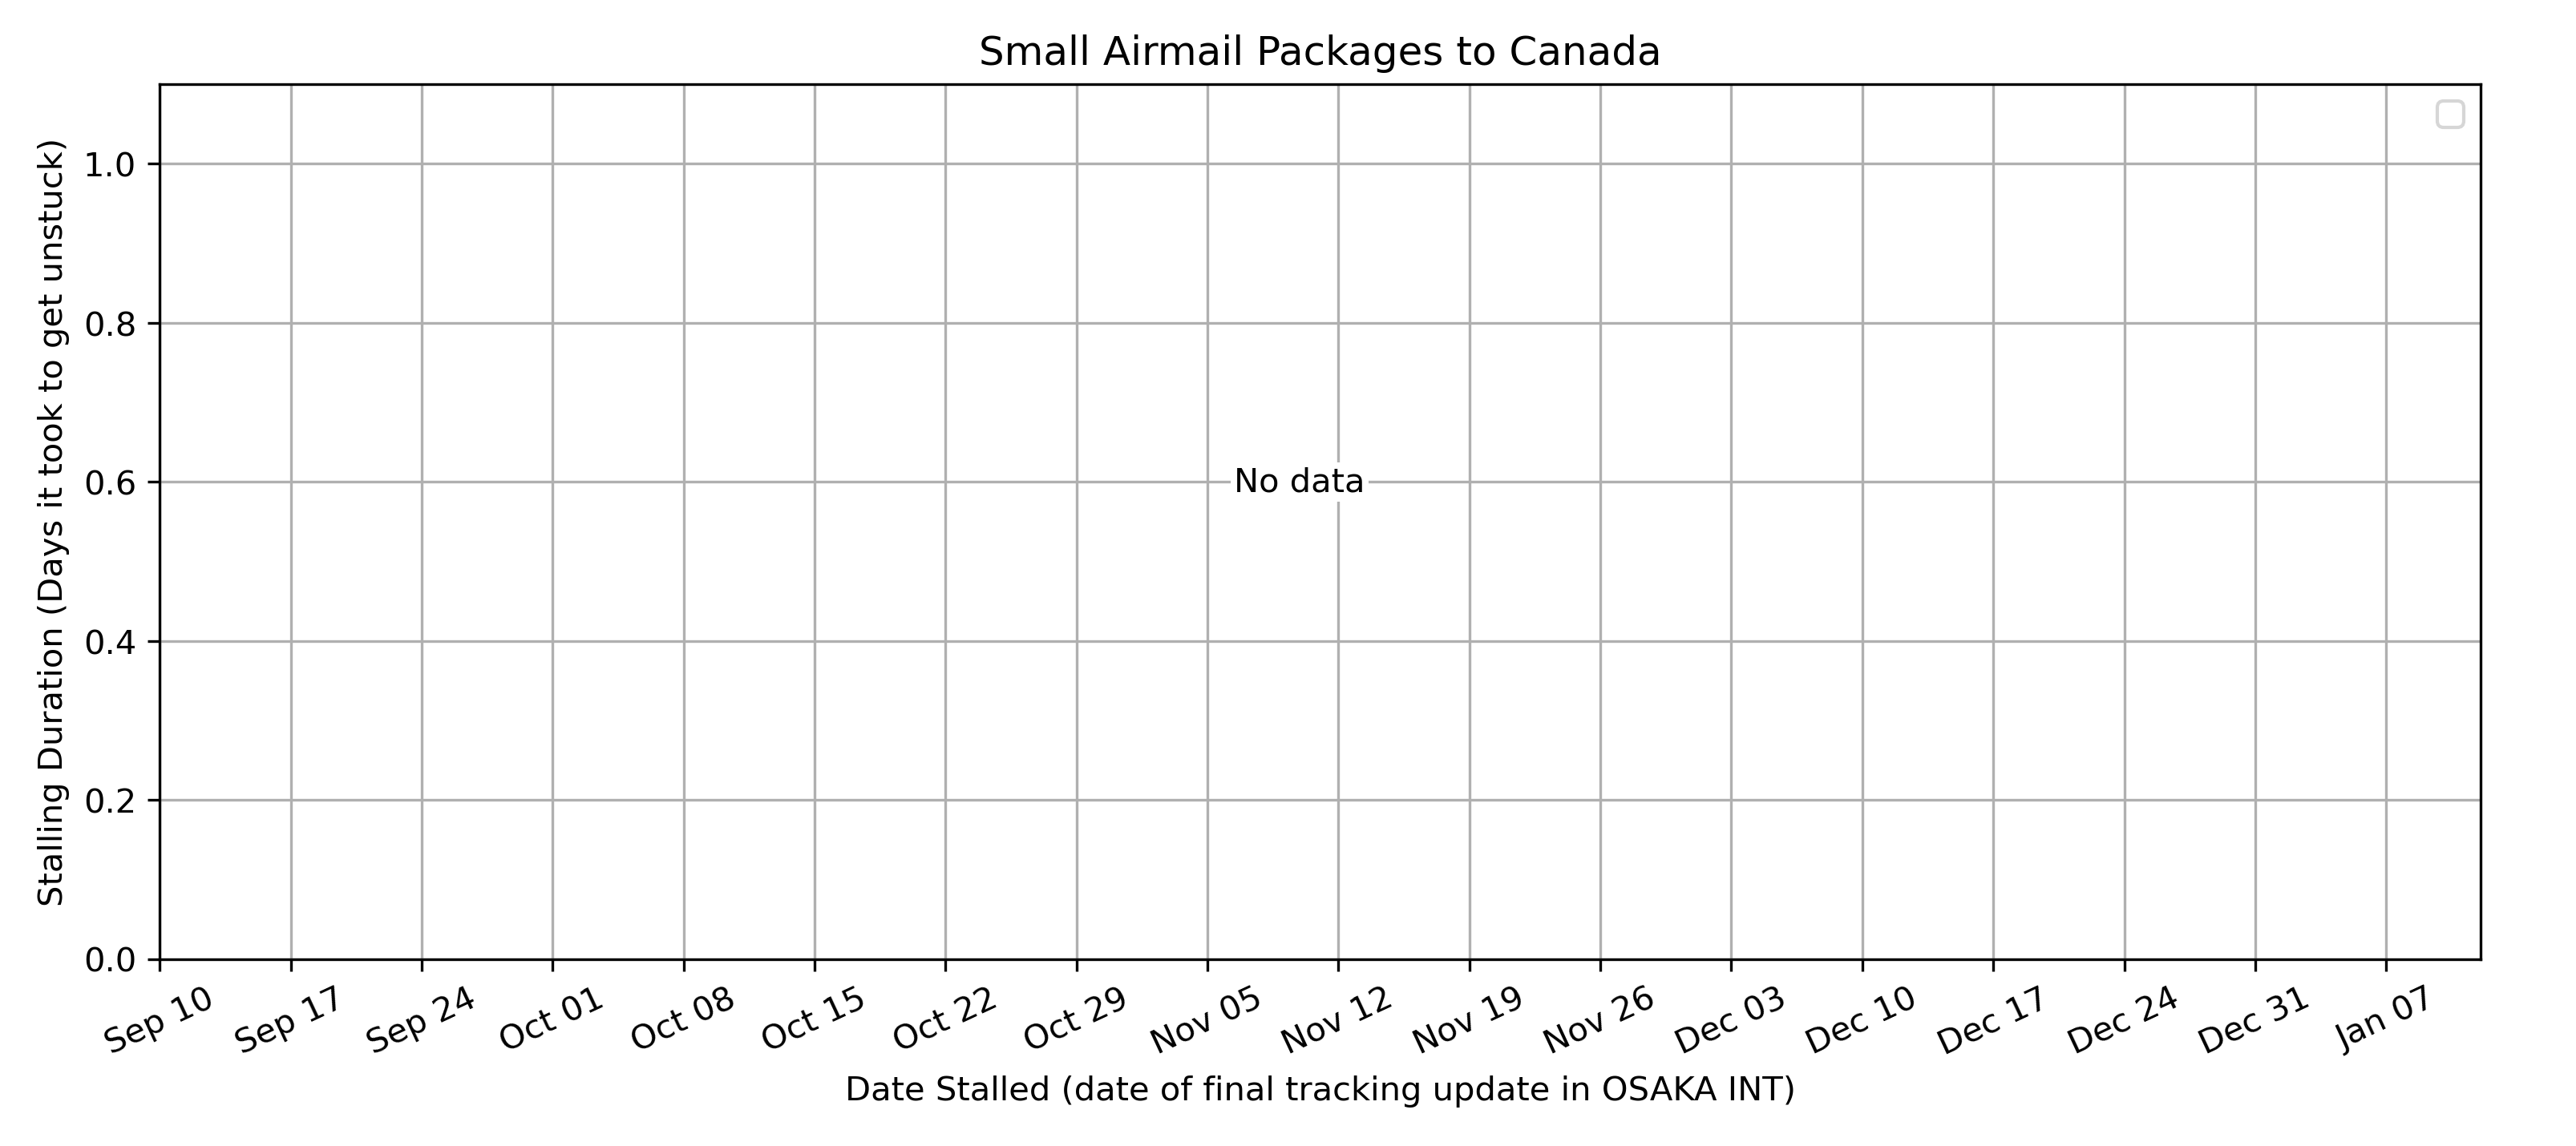 Small Airmail Packages to Canada
Stalling Duration (Days it took to get unstuck)
1.0
0.8
0.6
0.4
0.2
0.0
No data
Sep 10
Sep 17
Sep 24
Oct 01
Oct 08
Oct 15
Oct 22
Oct 29
Nov 05
Nov 12
Nov 19
Nov 26
Dec 03
Dec 10
Dec 17
Dec 24
Dec 31
Jan 07
Date Stalled (date of final tracking update in OSAKA INT)